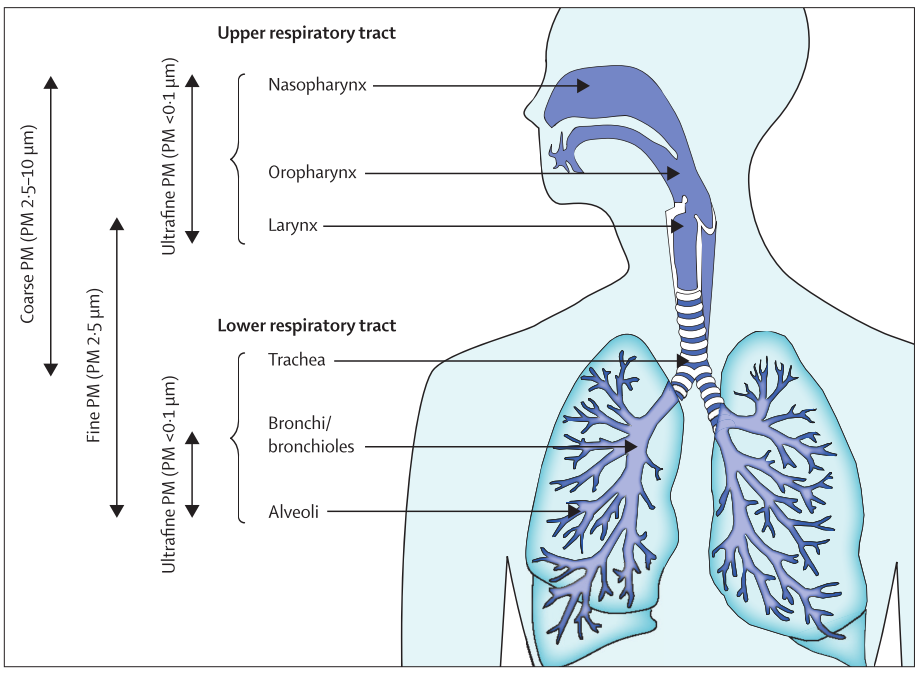 Upper respiratory tract
Nasopharynx
Oropharynx
Larynx
Lower respiratory tract
Trachea
Bronchi/
bronchioles
Alveoli
Coarse PM (PM 2·5–10 μm)
Fine PM (PM 2·5 μm)
Ultrafine PM (PM <0·1 μm)
Ultrafine PM (PM <0·1 μm)